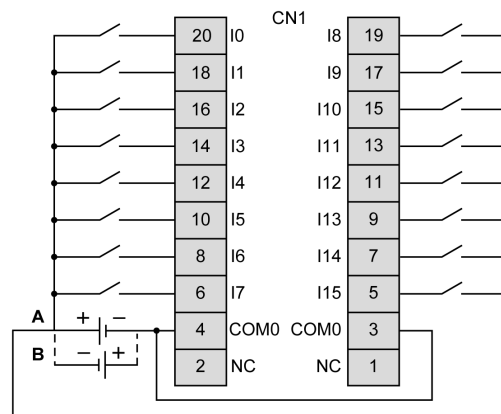 CN1
20 I0 I8 19
18 I1 I9 17
16 I2 I10 15
14 I3 I11 13
12 I4 I12 11
10 I5 I13 9
8 I6 I14 7
6 I7 I15 5
A + − 4 COM0 COM0 3
B − + 2 NC NC 1